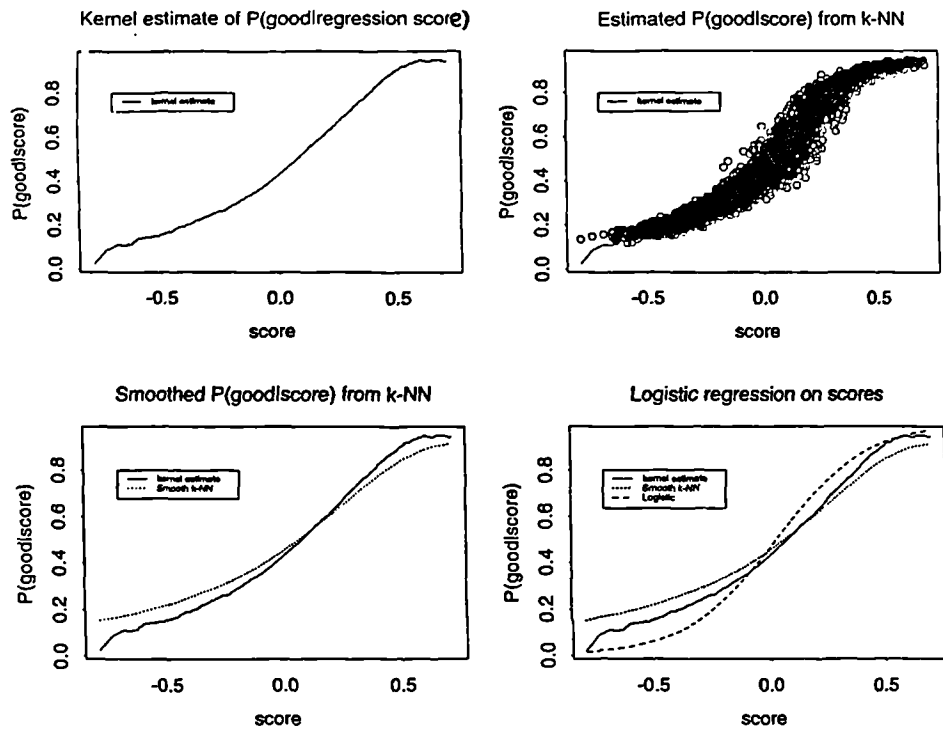 Kernel estimate of P(good|regression score)
P(good|score)
0.0 0.2 0.4 0.6 0.8
kernel estimate
-0.5 0.0 0.5
score
Estimated P(good|score) from k-NN
P(good|score)
0.0 0.2 0.4 0.6 0.8
kernel estimate
-0.5 0.0 0.5
score
Smoothed P(good|score) from k-NN
P(good|score)
0.0 0.2 0.4 0.6 0.8
kernel estimate
Smooth k-NN
-0.5 0.0 0.5
score
Logistic regression on scores
P(good|score)
0.0 0.2 0.4 0.6 0.8
kernel estimate
Smooth k-NN
Logistic
-0.5 0.0 0.5
score